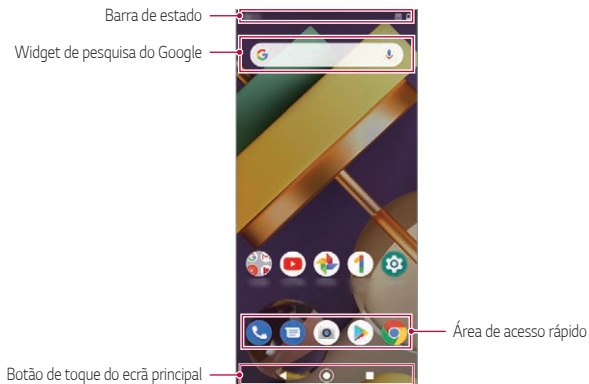 Barra de estado
Widget de pesquisa do Google
Área de acesso rápido
Botão de toque do ecrã principal